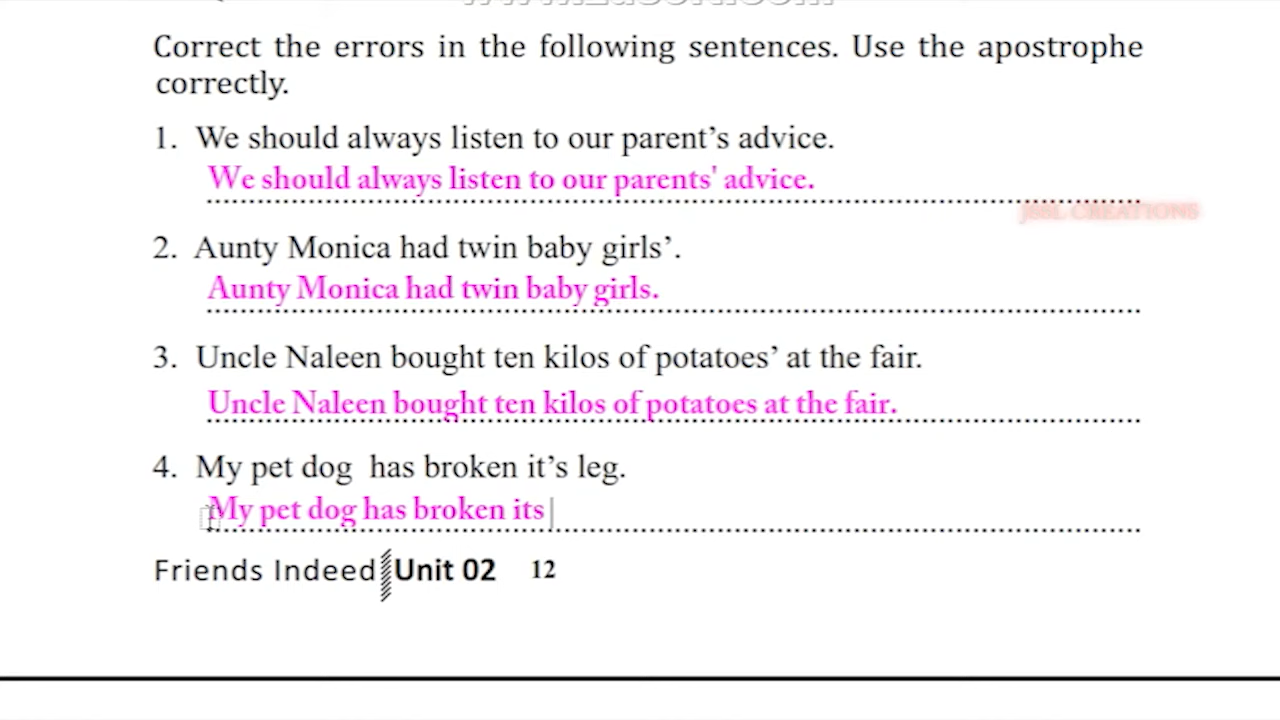 Correct the errors in the following sentences. Use the apostrophe
correctly.
1. We should always listen to our parent’s advice.
We should always listen to our parents' advice.
JSSL CREATIONS
2. Aunty Monica had twin baby girls’.
Aunty Monica had twin baby girls.
3. Uncle Naleen bought ten kilos of potatoes’ at the fair.
Uncle Naleen bought ten kilos of potatoes at the fair.
4. My pet dog has broken it’s leg.
My pet dog has broken its
Friends Indeed Unit 02 12